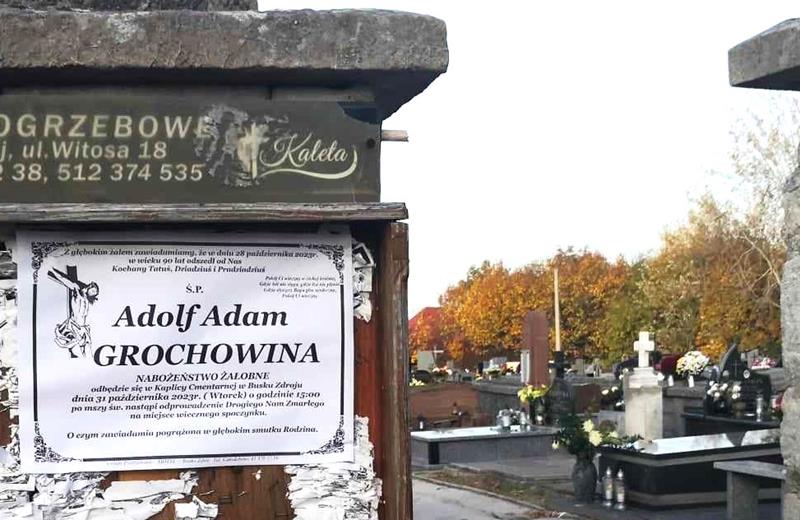 OGRZEBOWE
j, ul.Witosa 18
2 38, 512 374 535
Kaleta
Z głębokim żalem zawiadamiamy, że w dniu 28 października 2023r.
w wieku 90 lat odszedł od Nas
Kochany Tatuś, Dziadziuś i Pradziadziuś
Ś.P.
Adolf Adam
GROCHOWINA
NABOŻEŃSTWO ŻAŁOBNE
odbędzie się w Kaplicy Cmentarnej w Busku Zdroju
dnia 31 października 2023r. ( Wtorek) o godzinie 15:00
po mszy św. nastąpi odprowadzenie Drogiego Nam Zmarłego
na miejsce wiecznego spoczynku.
O czym zawiadamia pogrążona w głębokim smutku Rodzina.